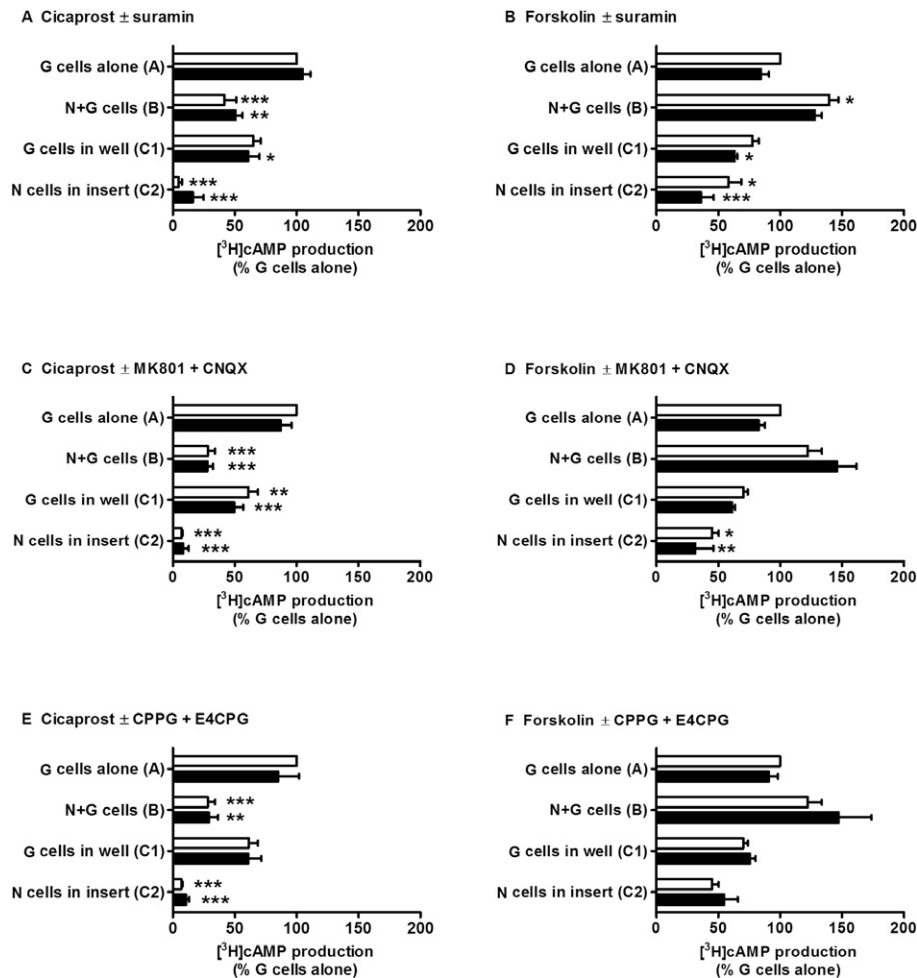 A Cicaprost ± suramin
G cells alone (A)
N+G cells (B)
***
**
G cells in well (C1)
*
N cells in insert (C2)
***
***
0 50 100 150 200
[³H]cAMP production
(% G cells alone)
B Forskolin ± suramin
G cells alone (A)
N+G cells (B)
*
G cells in well (C1)
*
N cells in insert (C2)
*
***
0 50 100 150 200
[³H]cAMP production
(% G cells alone)
C Cicaprost ± MK801 + CNQX
G cells alone (A)
N+G cells (B)
***
***
G cells in well (C1)
**
***
N cells in insert (C2)
***
***
0 50 100 150 200
[³H]cAMP production
(% G cells alone)
D Forskolin ± MK801 + CNQX
G cells alone (A)
N+G cells (B)
G cells in well (C1)
N cells in insert (C2)
*
**
0 50 100 150 200
[³H]cAMP production
(% G cells alone)
E Cicaprost ± CPPG + E4CPG
G cells alone (A)
N+G cells (B)
***
**
G cells in well (C1)
N cells in insert (C2)
***
***
0 50 100 150 200
[³H]cAMP production
(% G cells alone)
F Forskolin ± CPPG + E4CPG
G cells alone (A)
N+G cells (B)
G cells in well (C1)
N cells in insert (C2)
0 50 100 150 200
[³H]cAMP production
(% G cells alone)